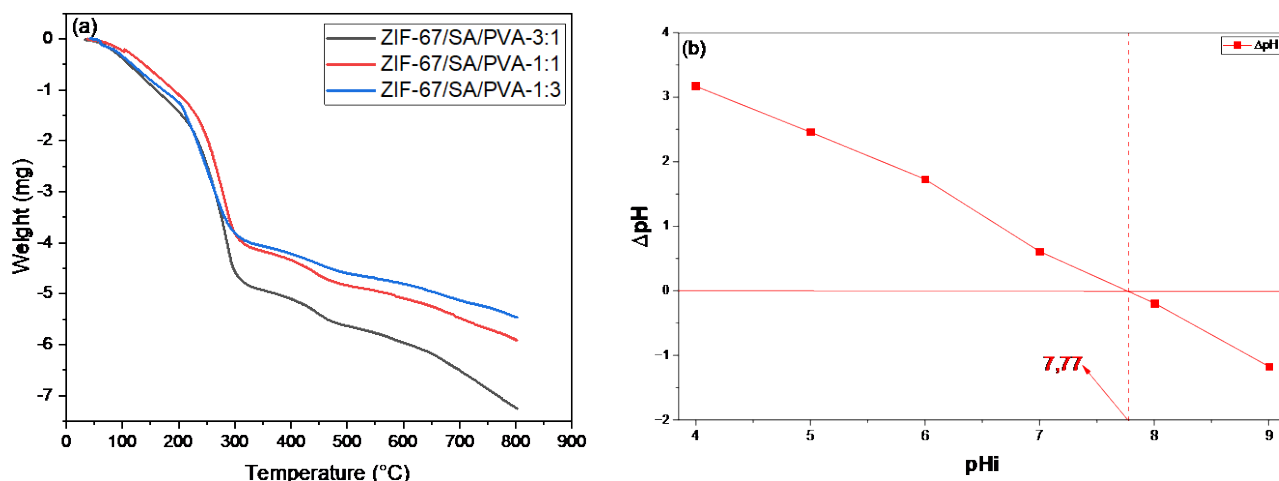 (a)
ZIF-67/SA/PVA-3:1
ZIF-67/SA/PVA-1:1
ZIF-67/SA/PVA-1:3
Weight (mg)
0
-1
-2
-3
-4
-5
-6
-7
0 100 200 300 400 500 600 700 800 900
Temperature (°C)
(b)
ΔpH
ΔpH
4
3
2
1
0
−1
−2
7,77
4 5 6 7 8 9
pHi